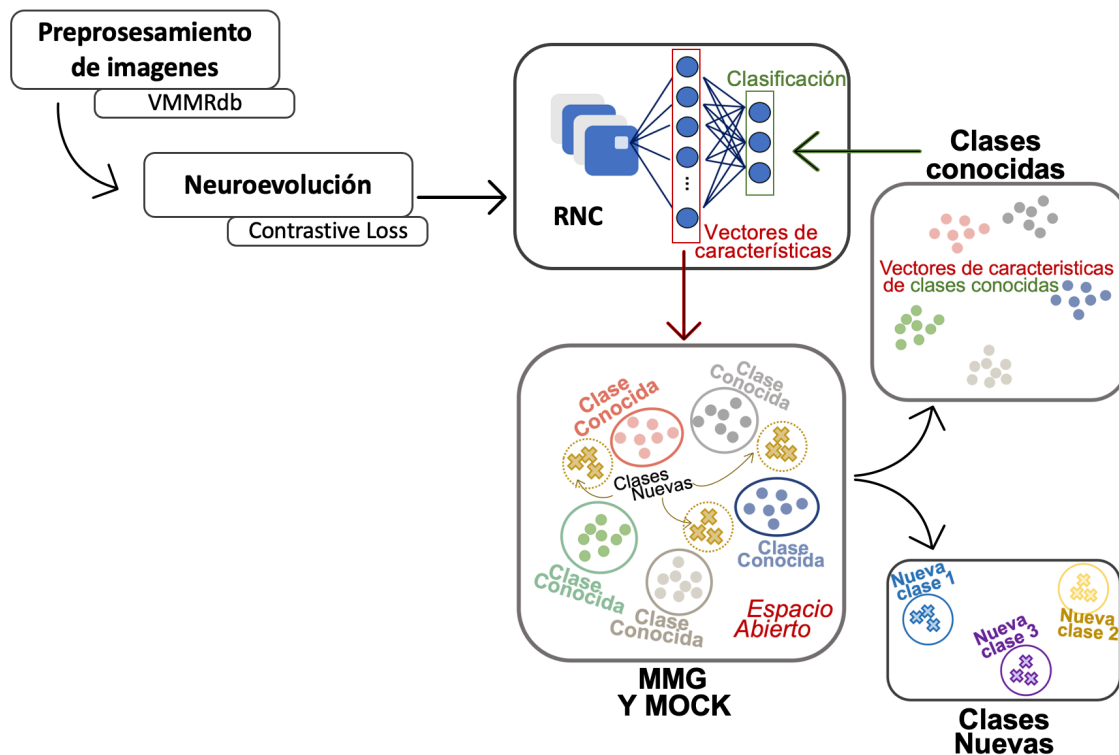 Preprosesamiento
de imagenes
VMMRdb
Neuroevolución
Contrastive Loss
Clasificación
RNC
Vectores de
características
Clases
conocidas
Vectores de caracteristicas
de clases conocidas
Clase
Conocida
Clase
Conocida
Clases
Nuevas
Clase
Conocida
Clase
Conocida
Clase
Conocida
Espacio
Abierto
MMG
Y MOCK
Nueva
clase 1
Nueva
clase 2
Nueva
clase 3
Clases
Nuevas